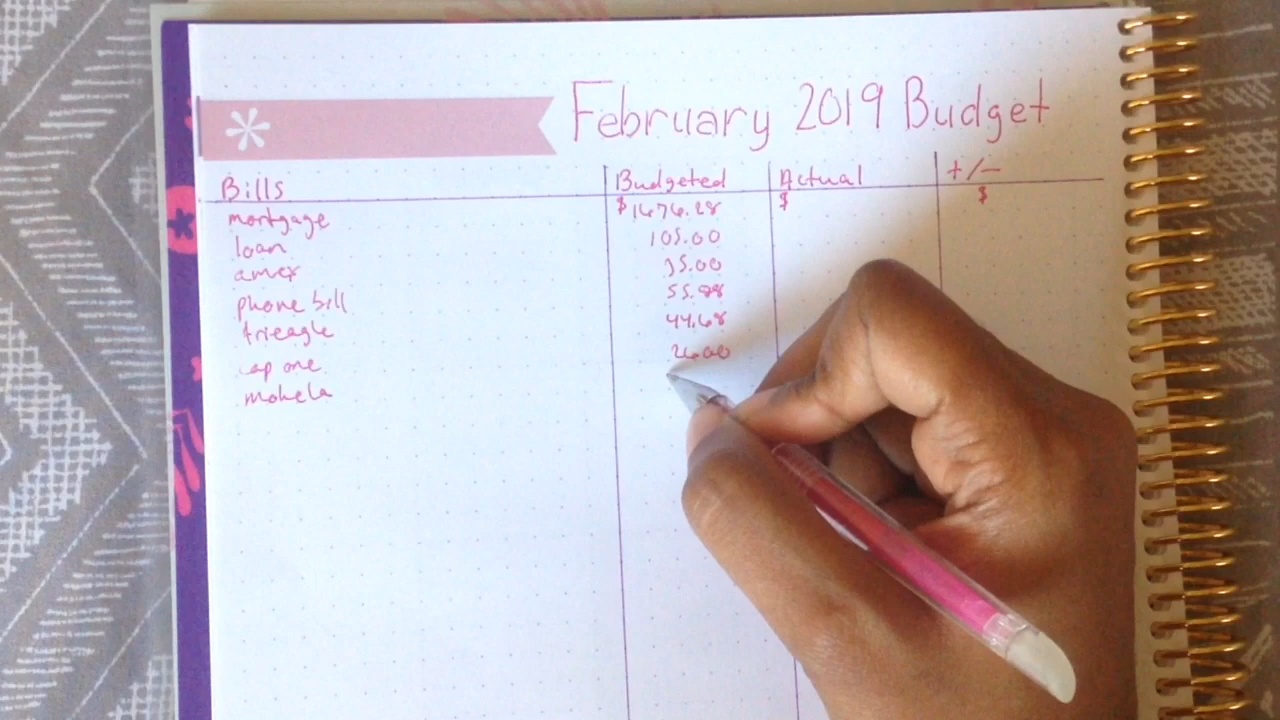 February 2019 Budget
Bills Budgeted Actual +/-
mortgage $1676.28 $ $
loan 105.00
amex 35.00
phone bill 55.98
trieagle 44.68
cap one 26.00
mohela